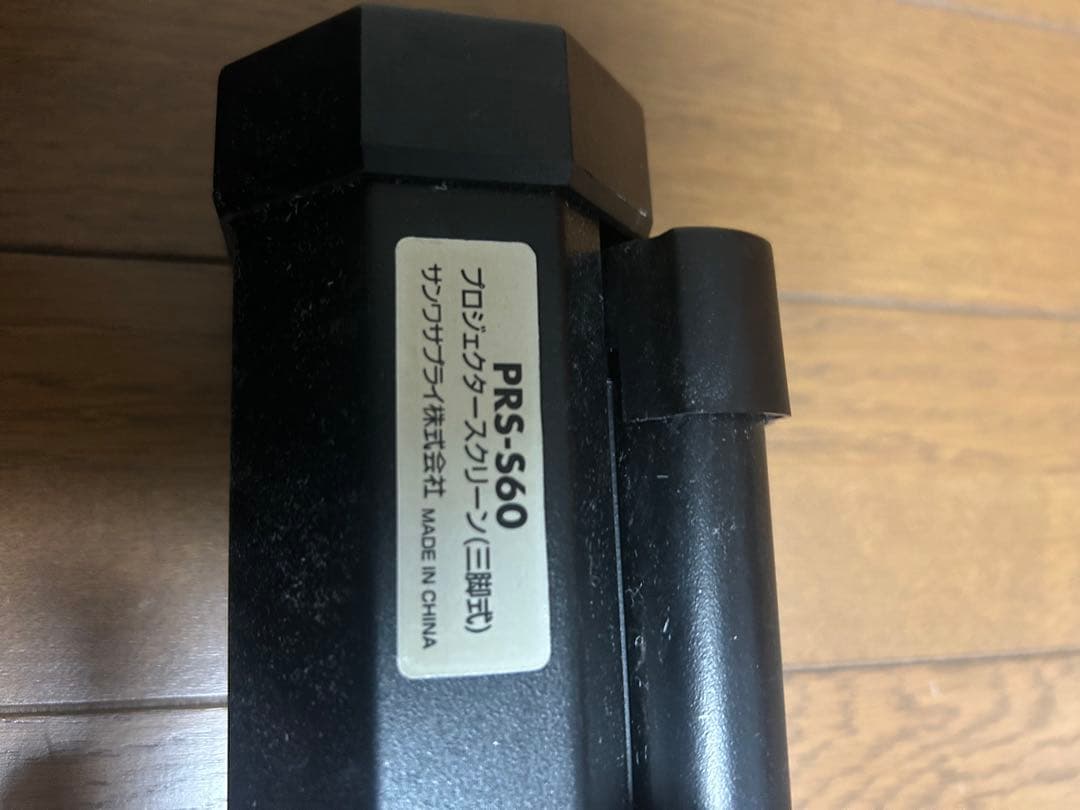 PRS-S60
プロジェクタースクリーン(三脚式)
サンワサプライ株式会社 MADE IN CHINA